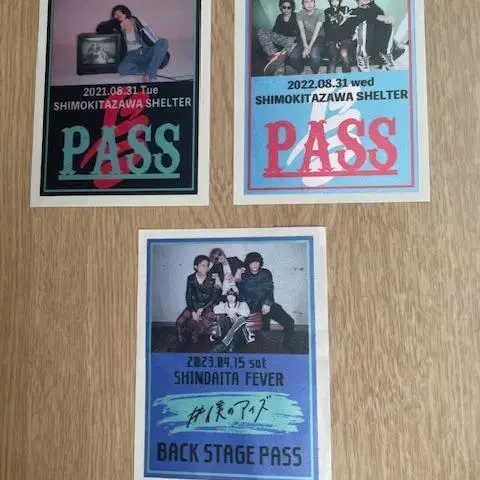 2021.08.31 Tue
SHIMOKITAZAWA SHELTER
PASS
2022.08.31 wed
SHIMOKITAZAWA SHELTER
PASS
2023.04.15 sat
SHINDAITA FEVER
#僕のアイズ
BACK STAGE PASS